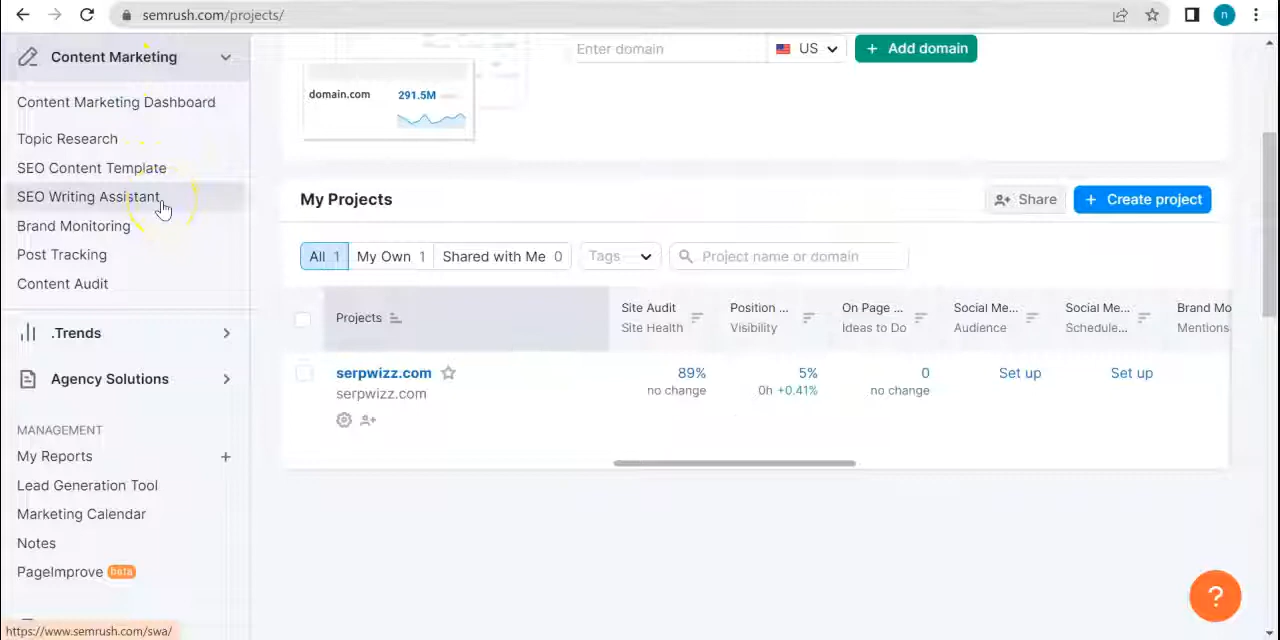 semrush.com/projects/
n
Content Marketing
Content Marketing Dashboard
Topic Research
SEO Content Template
SEO Writing Assistant
Brand Monitoring
Post Tracking
Content Audit
.Trends
Agency Solutions
MANAGEMENT
My Reports +
Lead Generation Tool
Marketing Calendar
Notes
PageImprove beta
https://www.semrush.com/swa/
Enter domain US + Add domain
domain.com 291.5M
My Projects Share + Create project
All 1 My Own 1 Shared with Me 0 Tags Project name or domain
Projects
Site Audit
Site Health
Position ...
Visibility
On Page ...
Ideas to Do
Social Me...
Audience
Social Me...
Schedule...
Brand Mo
Mentions
serpwizz.com
serpwizz.com
89%
no change
5%
0h +0.41%
0
no change
Set up
Set up
?